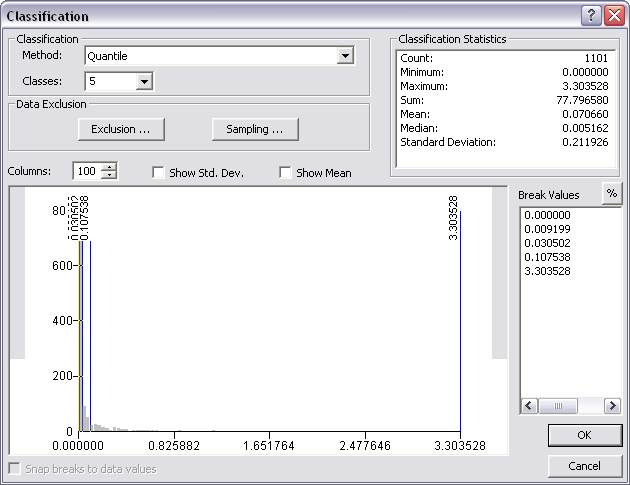 Classification
Classification
Method: Quantile
Classes: 5
Data Exclusion
Exclusion ...
Sampling ...
Classification Statistics
Count: 1101
Minimum: 0.000000
Maximum: 3.303528
Sum: 77.796580
Mean: 0.070660
Median: 0.005162
Standard Deviation: 0.211926
Columns: 100
Show Std. Dev.
Show Mean
Break Values
%
0.000000
0.009199
0.030502
0.107538
3.303528
0.030502
0.107538
3.303528
80
600
400
200
0
0.000000 0.825882 1.651764 2.477646 3.303528
Snap breaks to data values
OK
Cancel